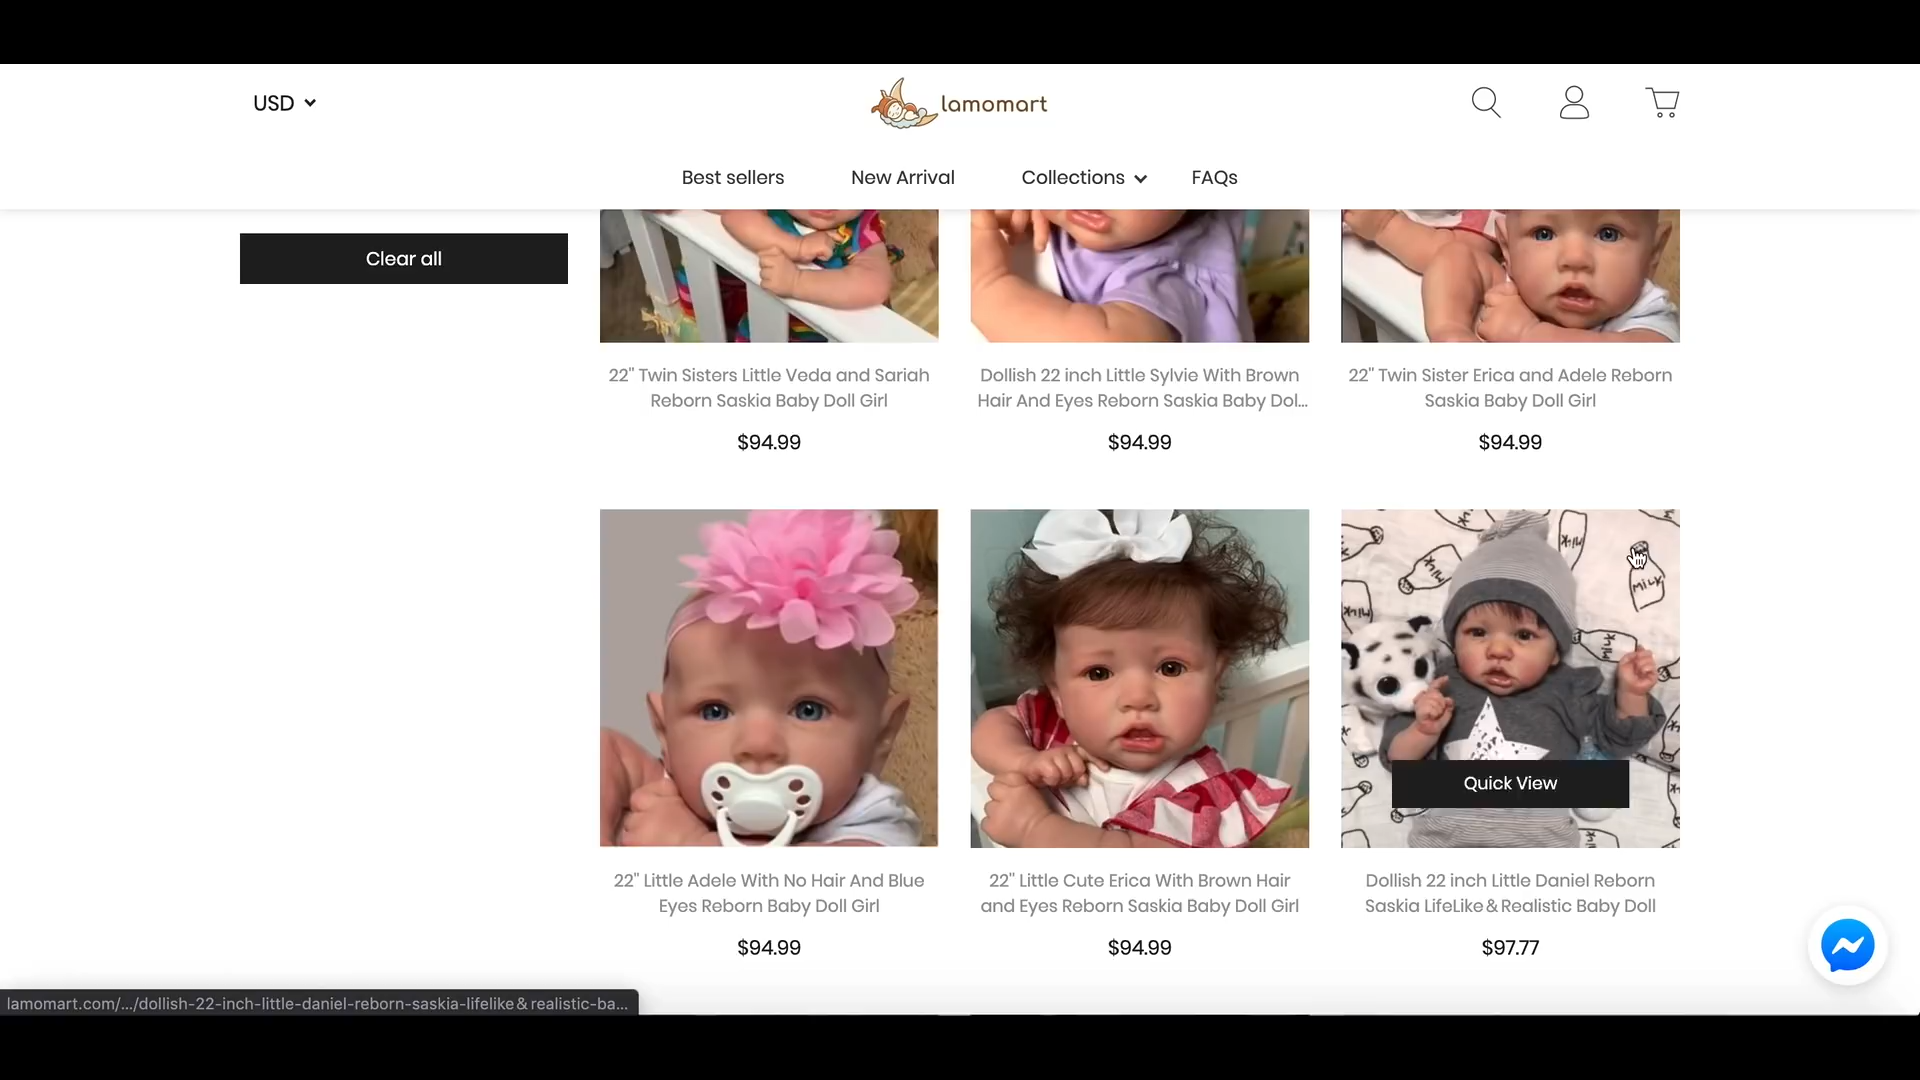 USD
lamomart
Best sellers
New Arrival
Collections
FAQs
Clear all
22" Twin Sisters Little Veda and Sariah
Reborn Saskia Baby Doll Girl
$94.99
Dollish 22 inch Little Sylvie With Brown
Hair And Eyes Reborn Saskia Baby Dol...
$94.99
22" Twin Sister Erica and Adele Reborn
Saskia Baby Doll Girl
$94.99
MILK
Quick View
22" Little Adele With No Hair And Blue
Eyes Reborn Baby Doll Girl
$94.99
22" Little Cute Erica With Brown Hair
and Eyes Reborn Saskia Baby Doll Girl
$94.99
Dollish 22 inch Little Daniel Reborn
Saskia LifeLike & Realistic Baby Doll
$97.77
lamomart.com/.../dollish-22-inch-little-daniel-reborn-saskia-lifelike&realistic-ba...